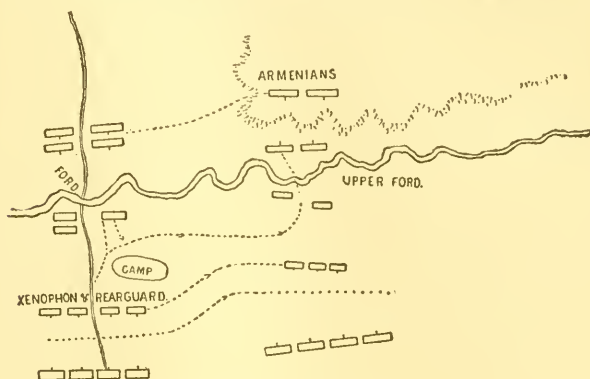 ARMENIANS
FORD
UPPER FORD.
CAMP
XENOPHON & REARGUARD.